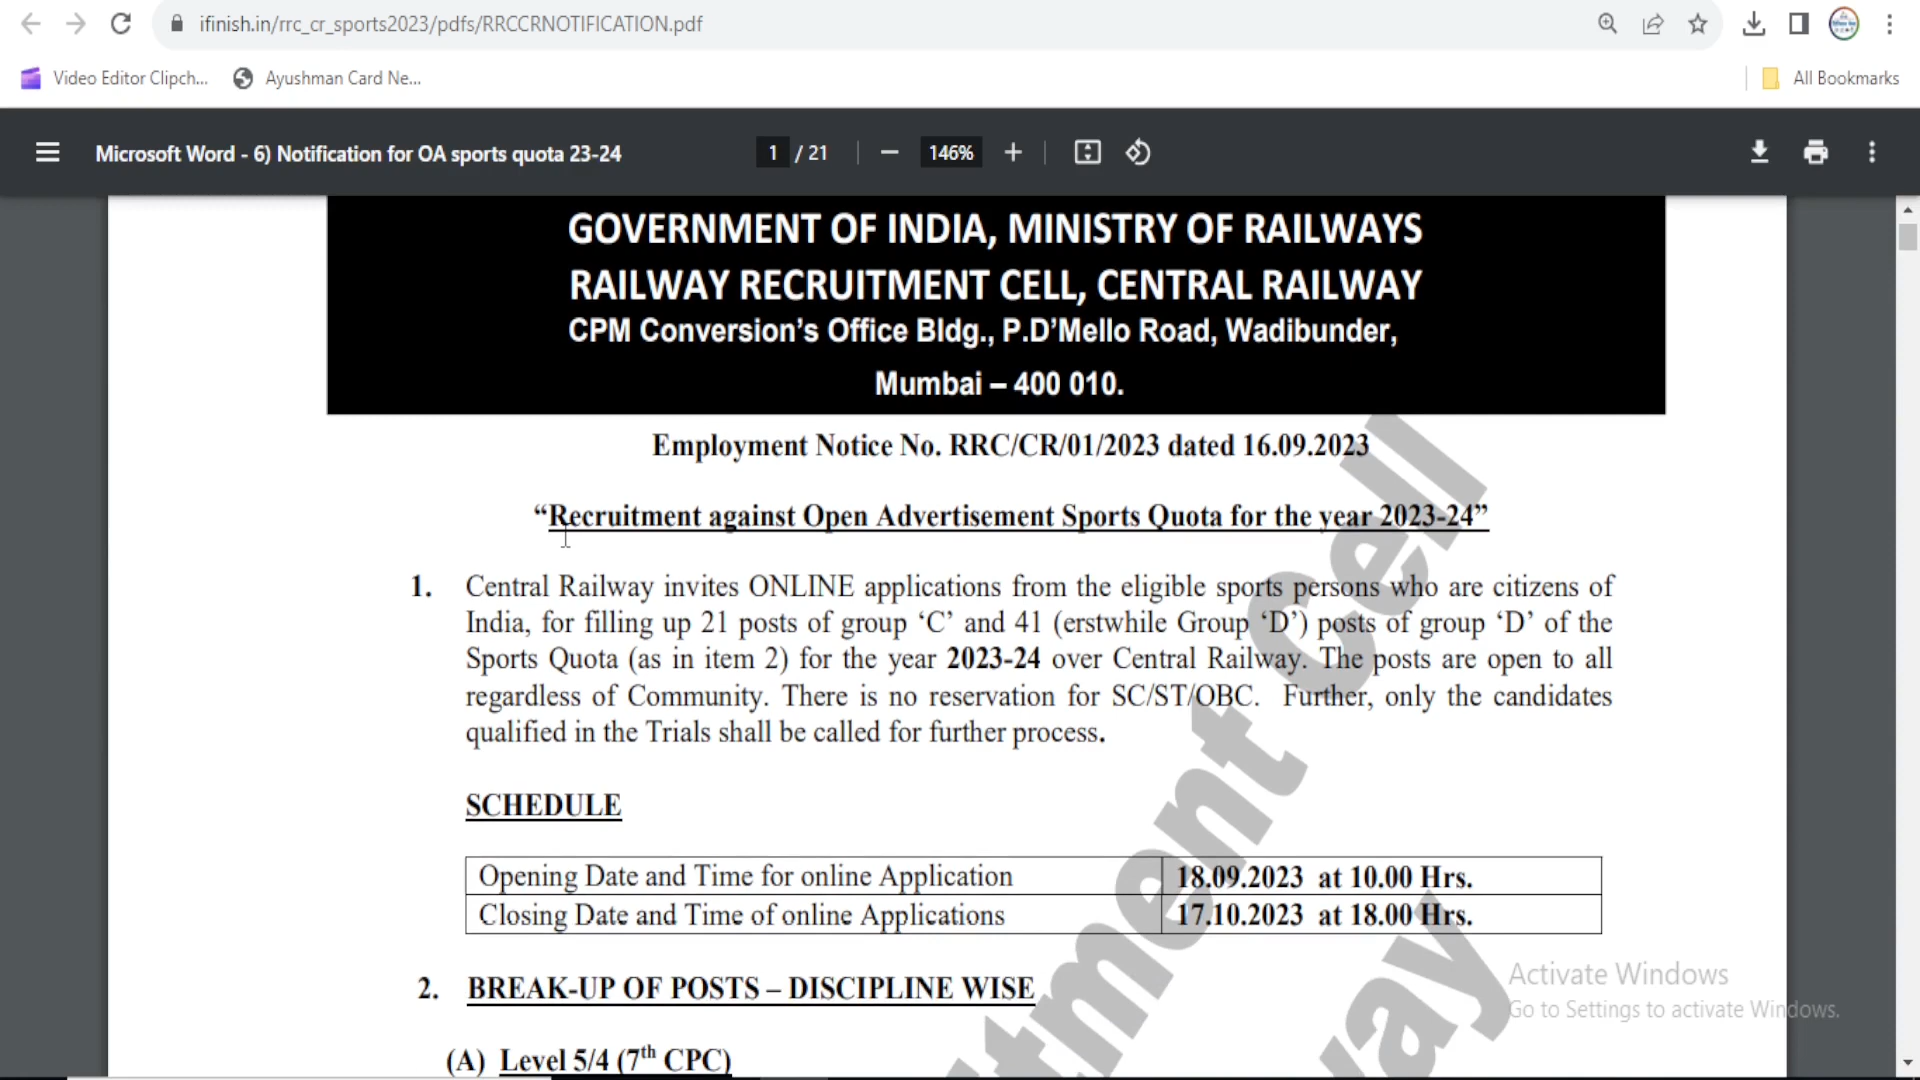 ifinish.in/rrc_cr_sports2023/pdfs/RRCCRNOTIFICATION.pdf
Video Editor Clipch... Ayushman Card Ne... All Bookmarks
Microsoft Word - 6) Notification for OA sports quota 23-24 1 / 21 146%
GOVERNMENT OF INDIA, MINISTRY OF RAILWAYS
RAILWAY RECRUITMENT CELL, CENTRAL RAILWAY
CPM Conversion's Office Bldg., P.D'Mello Road, Wadibunder,
Mumbai – 400 010.
Employment Notice No. RRC/CR/01/2023 dated 16.09.2023
“Recruitment against Open Advertisement Sports Quota for the year 2023-24”
1. Central Railway invites ONLINE applications from the eligible sports persons who are citizens of
India, for filling up 21 posts of group ‘C’ and 41 (erstwhile Group ‘D’) posts of group ‘D’ of the
Sports Quota (as in item 2) for the year 2023-24 over Central Railway. The posts are open to all
regardless of Community. There is no reservation for SC/ST/OBC. Further, only the candidates
qualified in the Trials shall be called for further process.
SCHEDULE
Opening Date and Time for online Application 18.09.2023 at 10.00 Hrs.
Closing Date and Time of online Applications 17.10.2023 at 18.00 Hrs.
2. BREAK-UP OF POSTS – DISCIPLINE WISE
(A) Level 5/4 (7th CPC)
Activate Windows
Go to Settings to activate Windows.
tment Cell
way